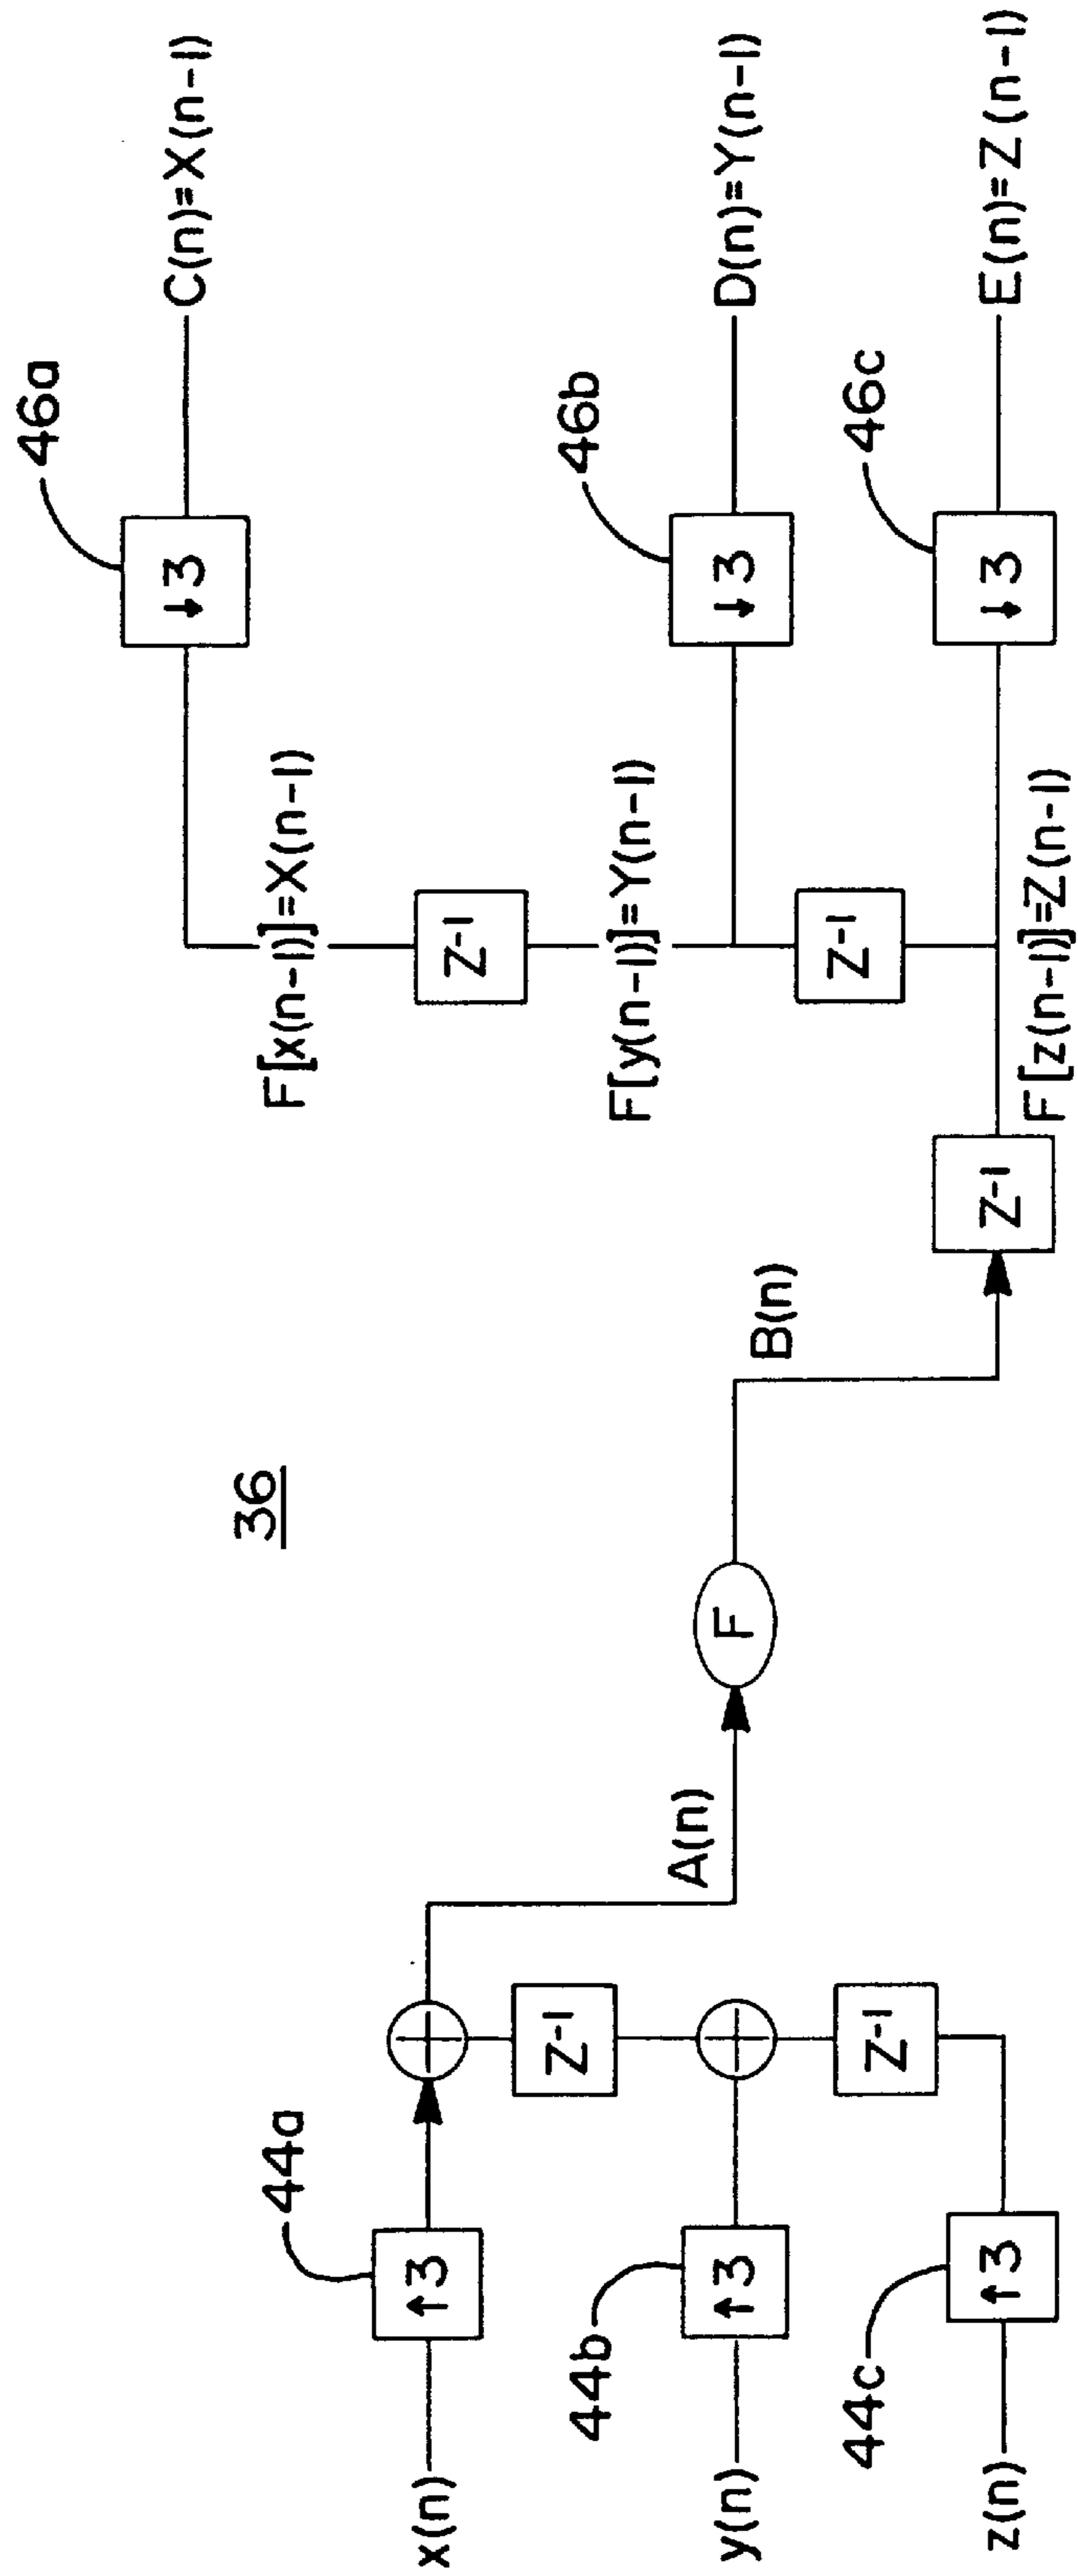 36
x(n)
↑3
44a
y(n)
↑3
44b
z(n)
↑3
44c
Z-1
Z-1
A(n)
F
B(n)
Z-1
F[z(n-1)]=Z(n-1)
Z-1
F[y(n-1)]=Y(n-1)
Z-1
F[x(n-1)]=X(n-1)
↓3
46a
C(n)=X(n-1)
↓3
46b
D(n)=Y(n-1)
↓3
46c
E(n)=Z(n-1)